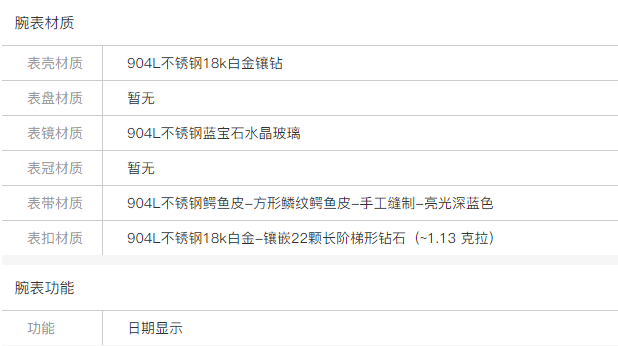 腕表材质
表壳材质 904L不锈钢18k白金镶钻
表盘材质 暂无
表镜材质 904L不锈钢蓝宝石水晶玻璃
表冠材质 暂无
表带材质 904L不锈钢鳄鱼皮-方形鳞纹鳄鱼皮-手工缝制-亮光深蓝色
表扣材质 904L不锈钢18k白金-镶嵌22颗长阶梯形钻石（~1.13 克拉）
腕表功能
功能 日期显示